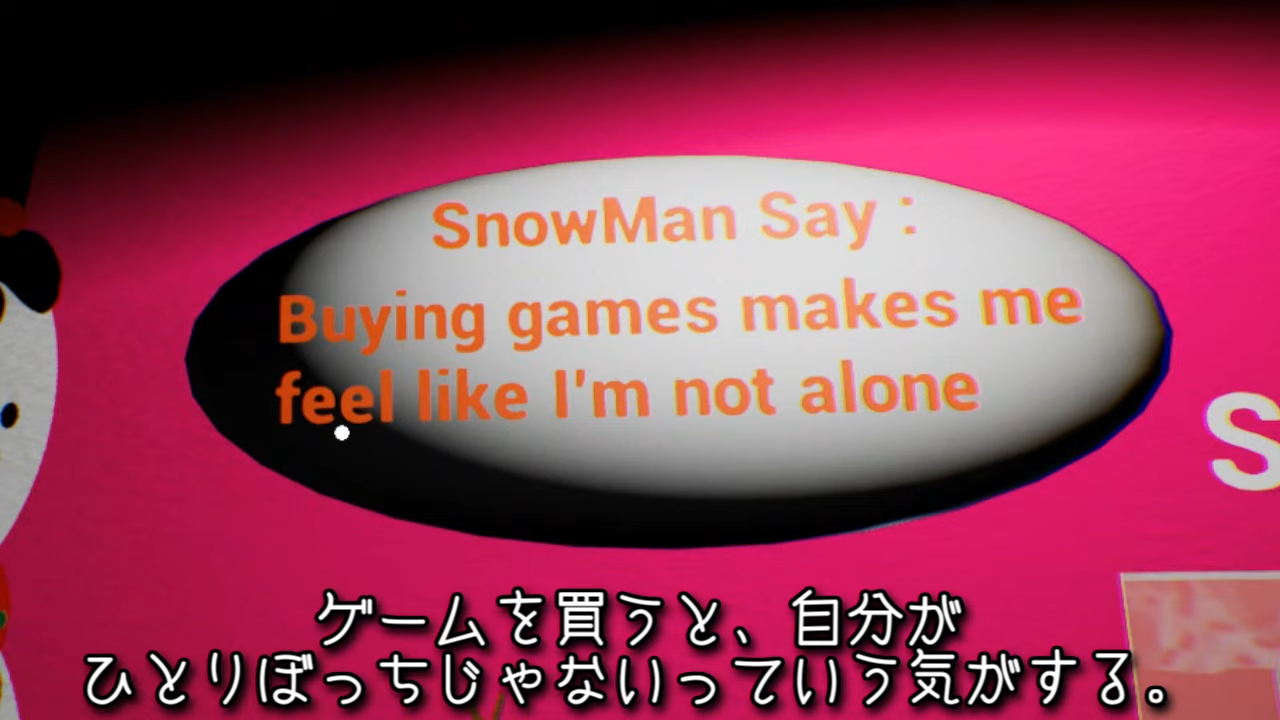 SnowMan Say :
Buying games makes me
feel like I'm not alone
S
ゲームを買うと、自分が
ひとりぼっちじゃないっていう気がする。